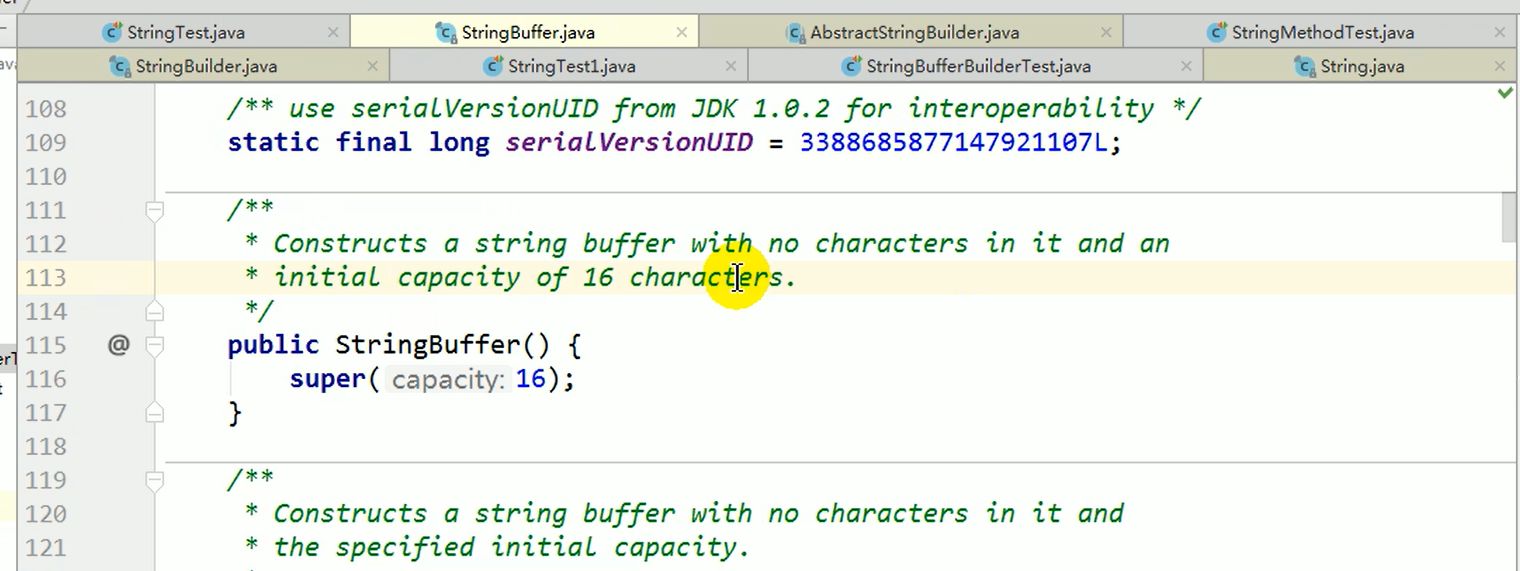 StringTest.java
StringBuffer.java
AbstractStringBuilder.java
StringMethodTest.java
StringBuilder.java
StringTest1.java
StringBufferBuilderTest.java
String.java
108 /** use serialVersionUID from JDK 1.0.2 for interoperability */
109 static final long serialVersionUID = 3388685877147921107L;
110
111 /**
112 * Constructs a string buffer with no characters in it and an
113 * initial capacity of 16 characters.
114 */
115 @ public StringBuffer() {
116 super( capacity: 16);
117 }
118
119 /**
120 * Constructs a string buffer with no characters in it and
121 * the specified initial capacity.